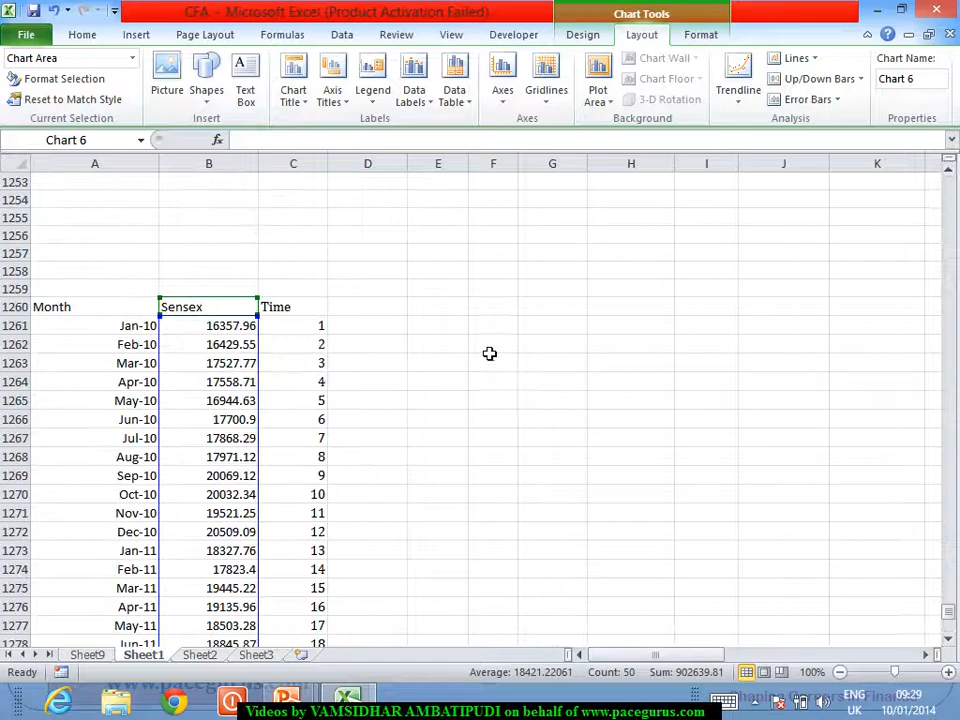 CFA. - Microsoft Excel (Product Activation Failed)
Chart Tools
File Home Insert Page Layout Formulas Data Review View Developer Design Layout Format
Chart Area
Format Selection
Reset to Match Style
Current Selection
Picture Shapes Text Box
Insert
Chart Title Axis Titles Legend Data Labels Data Table
Labels
Axes Gridlines
Axes
Plot Area
Chart Wall
Chart Floor
3-D Rotation
Background
Trendline
Lines
Up/Down Bars
Error Bars
Analysis
Chart Name:
Chart 6
Properties
Chart 6 fx
A B C D E F G H I J K
1253
1254
1255
1256
1257
1258
1259
1260 Month Sensex Time
1261 Jan-10 16357.96 1
1262 Feb-10 16429.55 2
1263 Mar-10 17527.77 3
1264 Apr-10 17558.71 4
1265 May-10 16944.63 5
1266 Jun-10 17700.9 6
1267 Jul-10 17868.29 7
1268 Aug-10 17971.12 8
1269 Sep-10 20069.12 9
1270 Oct-10 20032.34 10
1271 Nov-10 19521.25 11
1272 Dec-10 20509.09 12
1273 Jan-11 18327.76 13
1274 Feb-11 17823.4 14
1275 Mar-11 19445.22 15
1276 Apr-11 19135.96 16
1277 May-11 18503.28 17
1278 Jun-11 18845.87 18
Sheet9 Sheet1 Sheet2 Sheet3
Ready Average: 18421.22061 Count: 50 Sum: 902639.81 100%
www.pacegurus.com
ENG 09:29
UK 10/01/2014
Videos by VAMSIDHAR AMBATIPUDI on behalf of www.pacegurus.com